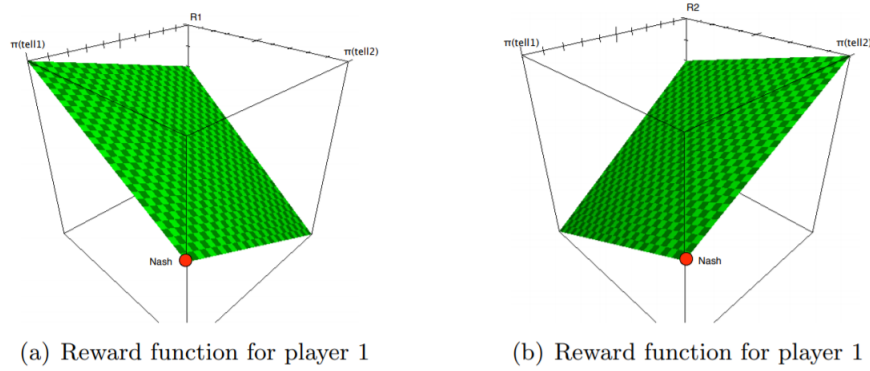 R1
π(tell1)
π(tell2)
Nash
(a) Reward function for player 1
R2
π(tell1)
π(tell2)
Nash
(b) Reward function for player 1